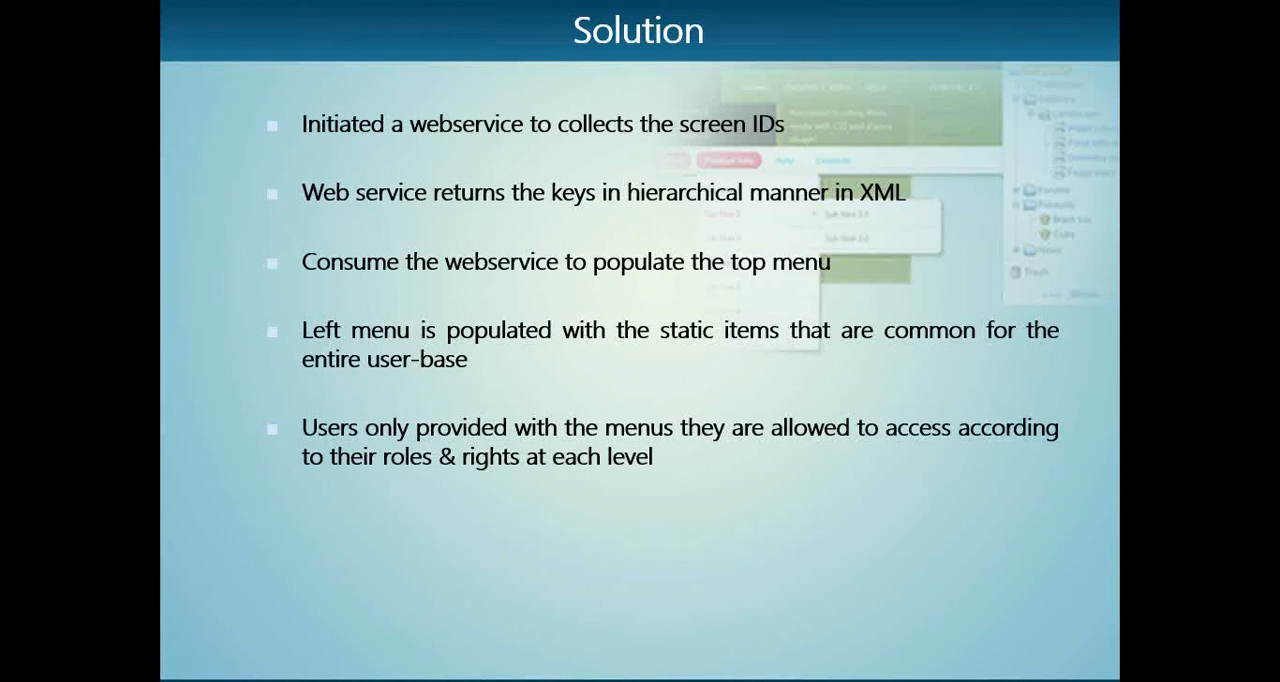 Solution
Initiated a webservice to collects the screen IDs
Web service returns the keys in hierarchical manner in XML
Consume the webservice to populate the top menu
Left menu is populated with the static items that are common for the
entire user-base
Users only provided with the menus they are allowed to access according
to their roles & rights at each level
Trash